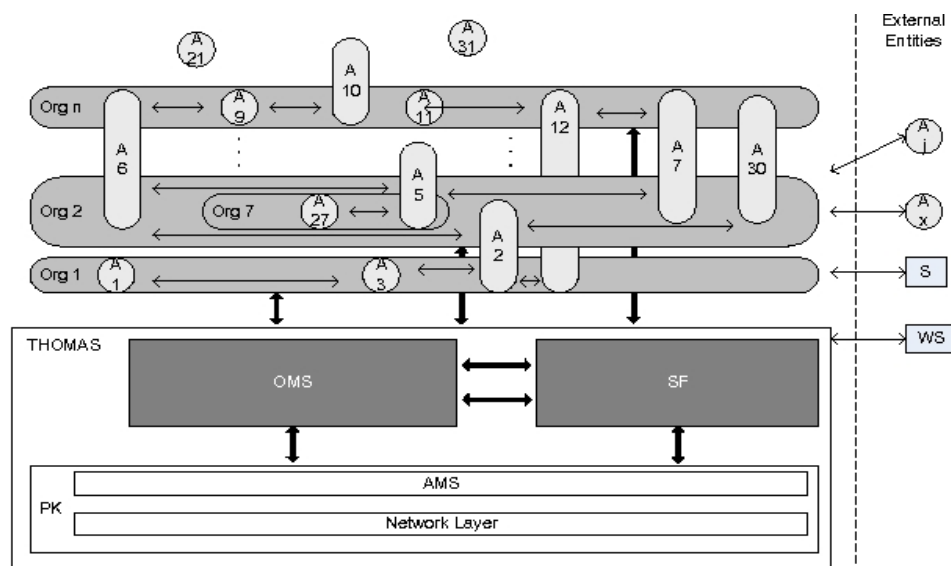 External
Entities
A
21
A
31
A
10
Org n
A
9
A
11
A
12
A
6
A
7
A
30
A
j
A
5
Org 2
Org 7
A
27
A
x
A
2
Org 1
A
1
A
3
S
THOMAS
WS
OMS
SF
AMS
PK
Network Layer